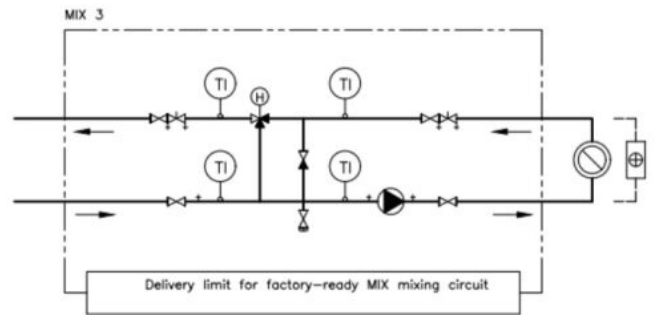 MIX 3
TI
H
TI
TI
TI
Delivery limit for factory-ready MIX mixing circuit